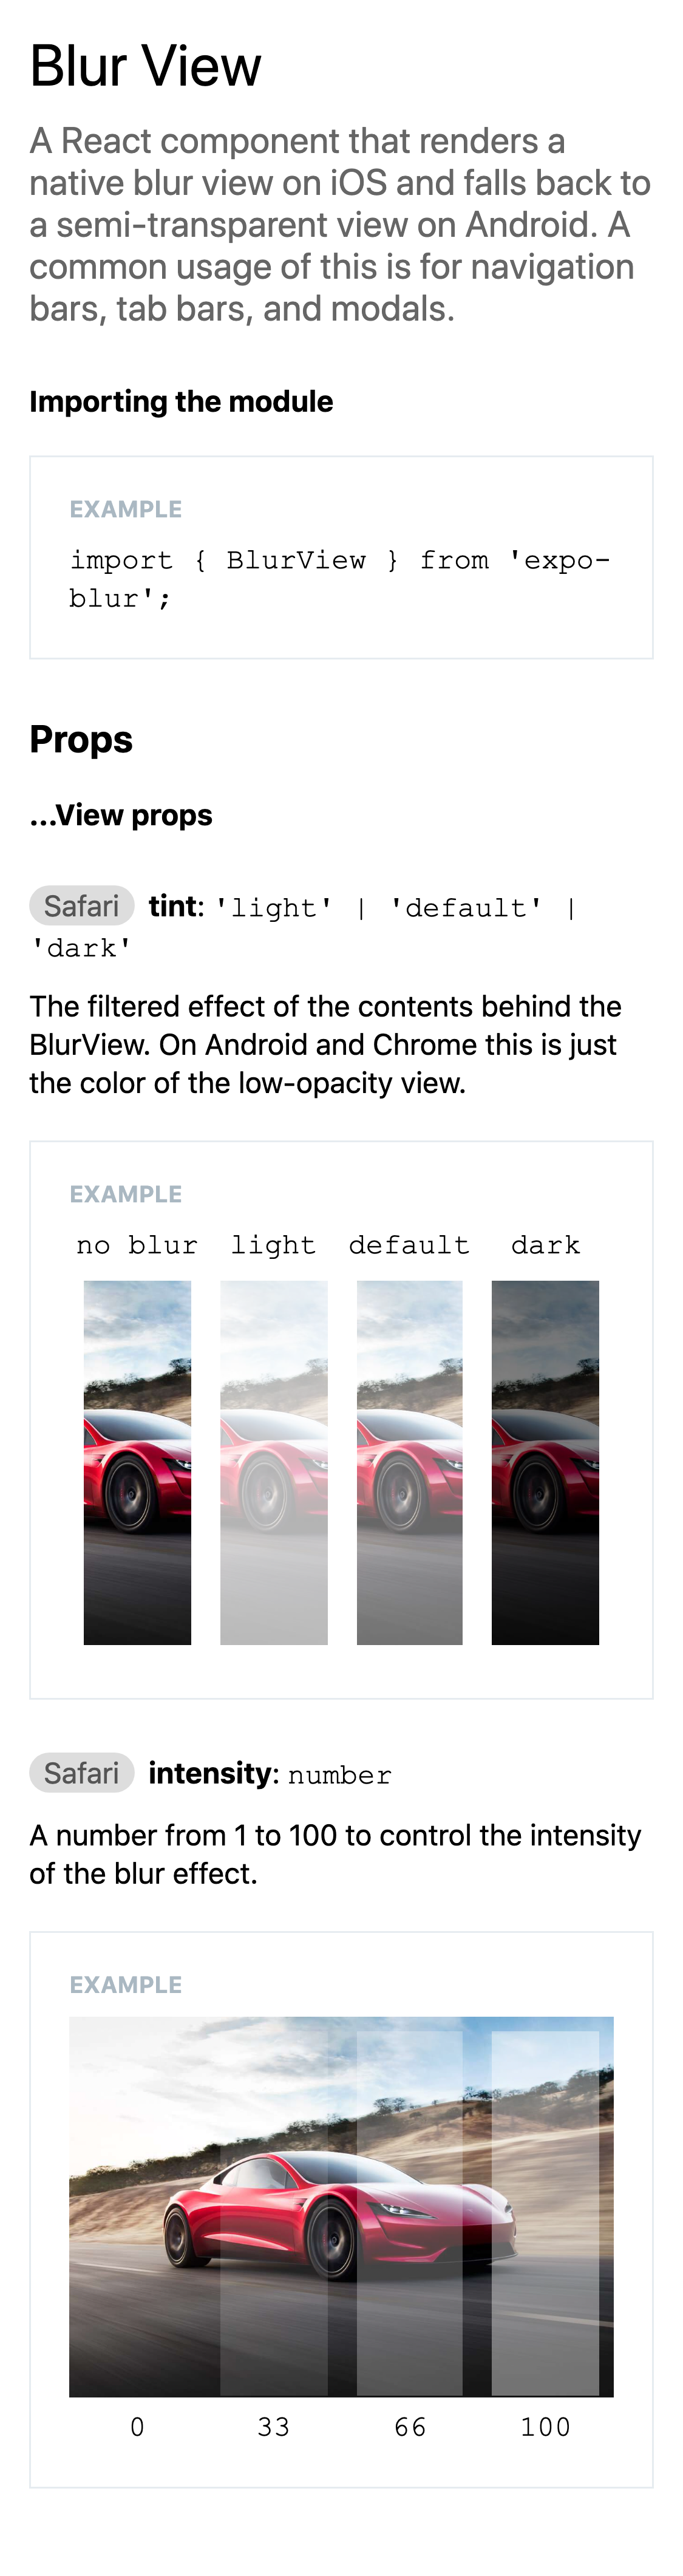 Blur View
A React component that renders a
native blur view on iOS and falls back to
a semi-transparent view on Android. A
common usage of this is for navigation
bars, tab bars, and modals.
Importing the module
EXAMPLE
import { BlurView } from 'expo-
blur';
Props
...View props
Safari tint: 'light' | 'default' |
'dark'
The filtered effect of the contents behind the
BlurView. On Android and Chrome this is just
the color of the low-opacity view.
EXAMPLE
no blur light default dark
Safari intensity: number
A number from 1 to 100 to control the intensity
of the blur effect.
EXAMPLE
0 33 66 100